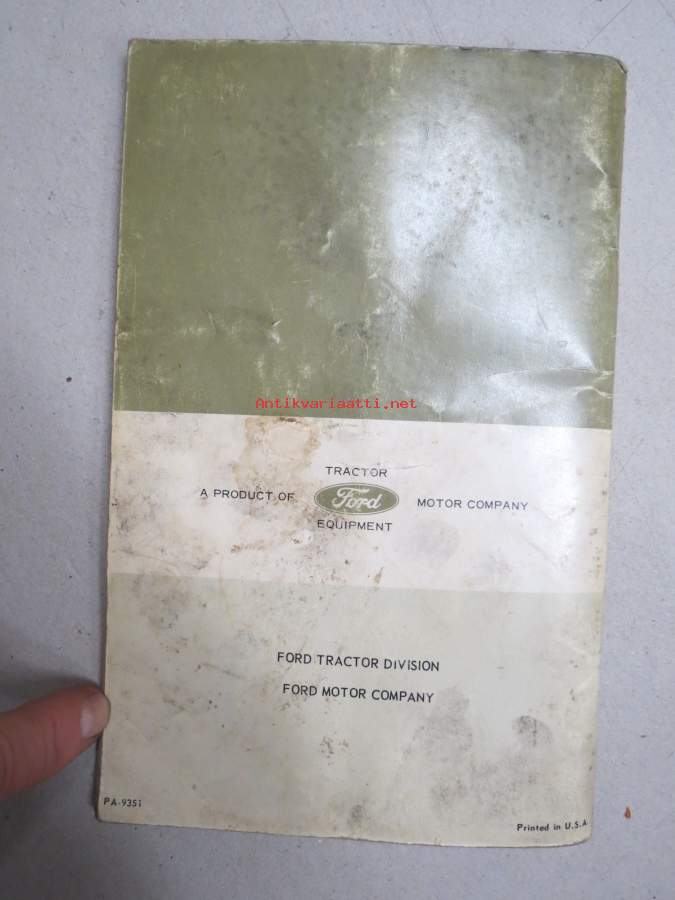 Antikvariaatti.net
TRACTOR
A PRODUCT OF Ford MOTOR COMPANY
EQUIPMENT
FORD TRACTOR DIVISION
FORD MOTOR COMPANY
PA-9351
Printed in U.S.A